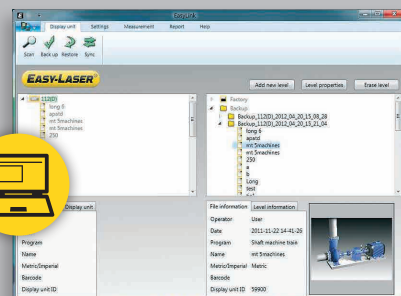 EasyLink
Display unit Settings Measurement Report Help
Scan Back up Restore Sync
EASY-LASER®
Add new level Level properties Erase level
112(D)
long 6
apstd
mt 5machines
mt 5machines
250
Factory
Backup
Backup_112(D)_2012_04_20_15_08_28
Backup_112(D)_2012_04_20_15_21_04
long 6
apstd
mt 5machines
mt 5machines
250
a
b
Long
test
Display unit
Program
Name
Metric/Imperial
Barcode
Display unit ID
File information Level information
Operator User
Date 2011-11-22 14-41-26
Program Shaft machine train
Name mt 5machines
Metric/Imperial Metric
Barcode
Display unit ID 59900